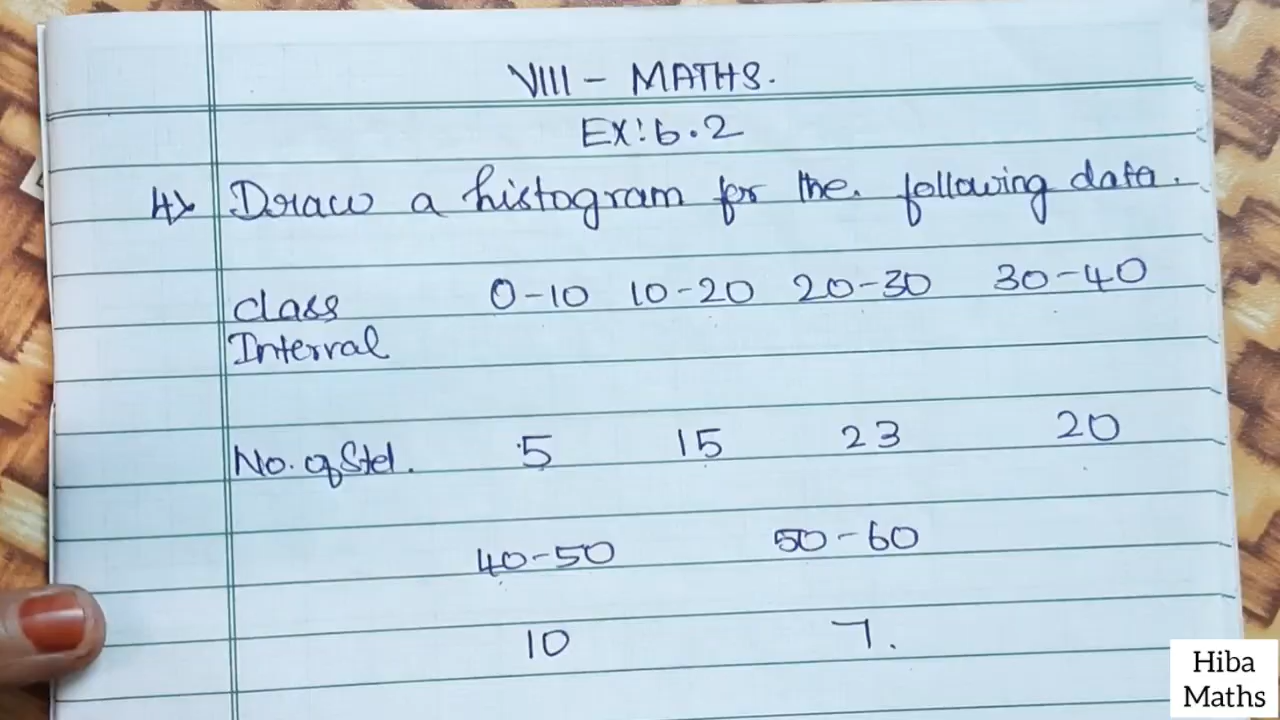 VIII - MATHS.
EX: 6.2
4> Draw a histogram for the. following data.
class 0-10 10-20 20-30 30-40
Interval
No. of Std. 5 15 23 20
40-50 50-60
10 7.
Hiba
Maths